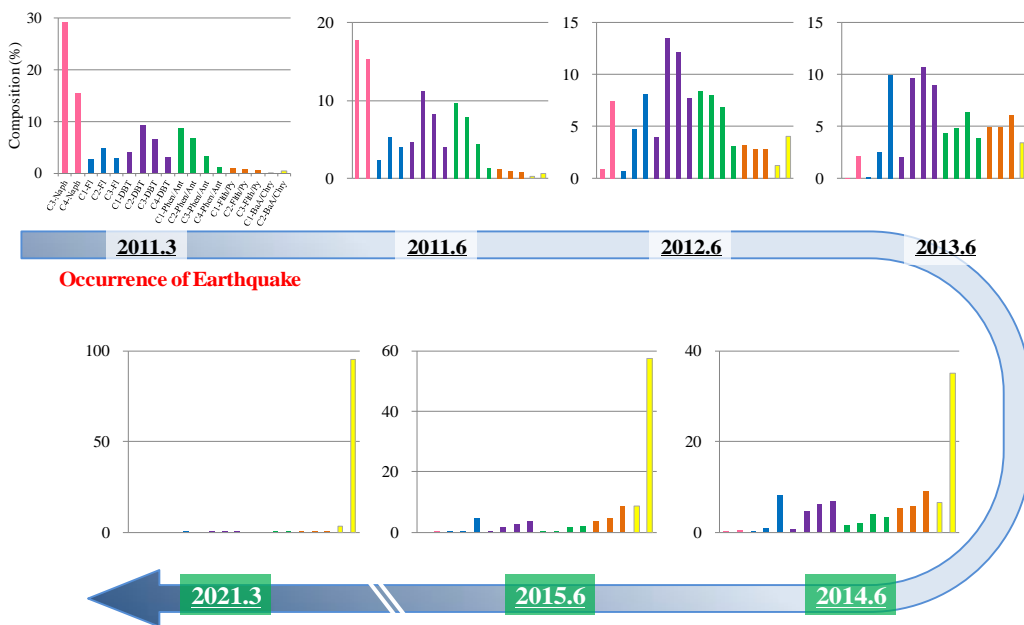 Composition (%)
30
20
10
0
C3-Naph
C4-Naph
C1-Fl
C2-Fl
C3-Fl
C1-DBT
C2-DBT
C3-DBT
C4-DBT
C1-Phen/Ant
C2-Phen/Ant
C3-Phen/Ant
C4-Phen/Ant
C1-Flth/Py
C2-Flth/Py
C3-Flth/Py
C1-BaA/Chry
C2-BaA/Chry
20
10
0
15
10
5
0
15
10
5
0
2011.3
2011.6
2012.6
2013.6
Occurrence of Earthquake
100
50
0
60
40
20
0
40
20
0
2021.3
2015.6
2014.6